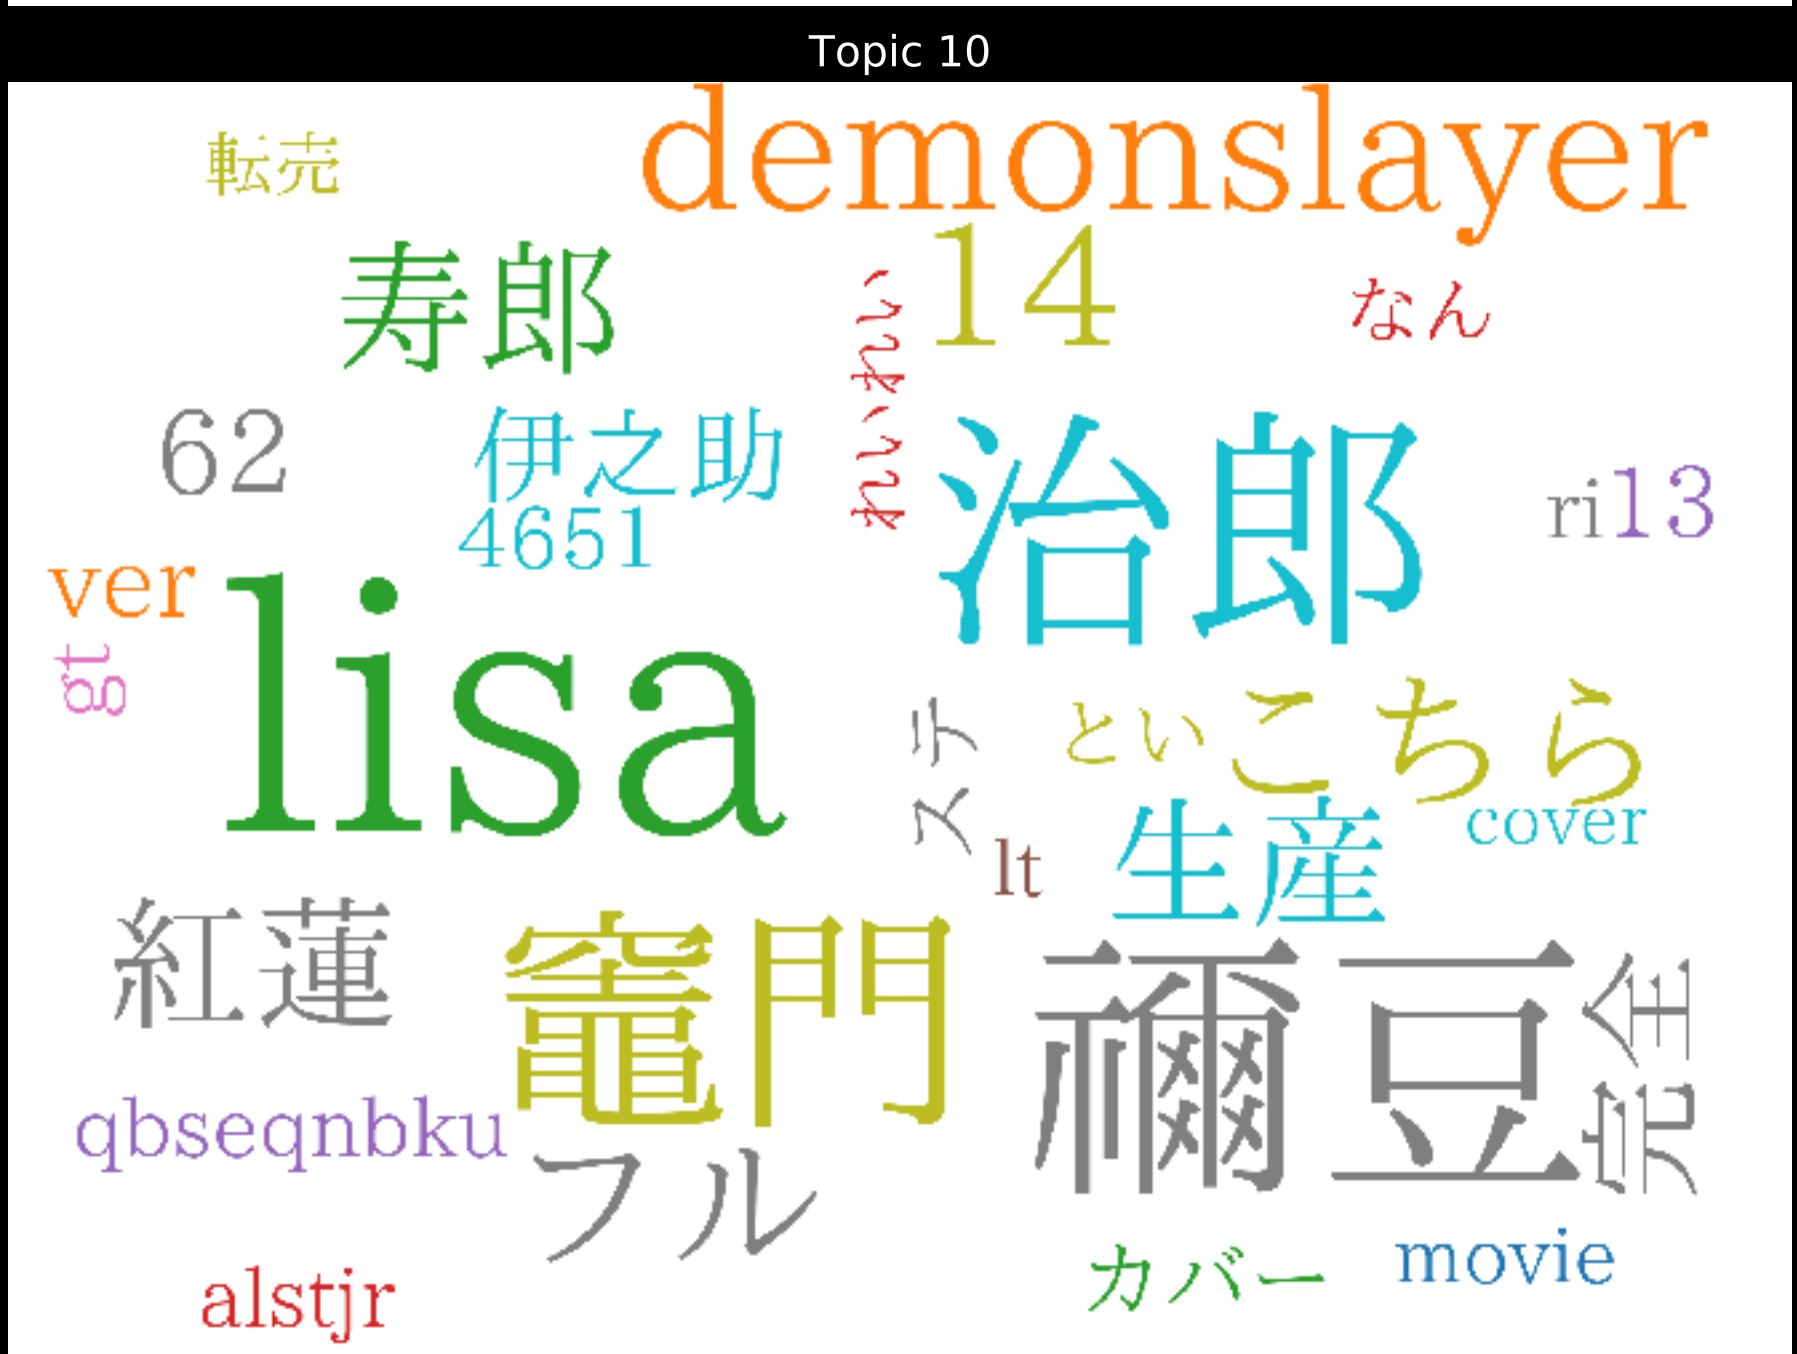 Topic 10
demonslayer
転売
寿郎
14
なん
れいれい
62
伊之助
治郎
ri
13
4651
ver
lisa
gt
ステ
とい
こちら
cover
lt
生産
紅蓮
竈門
禰豆
完全
qbseqnbku
フル
カバー
movie
alstjr